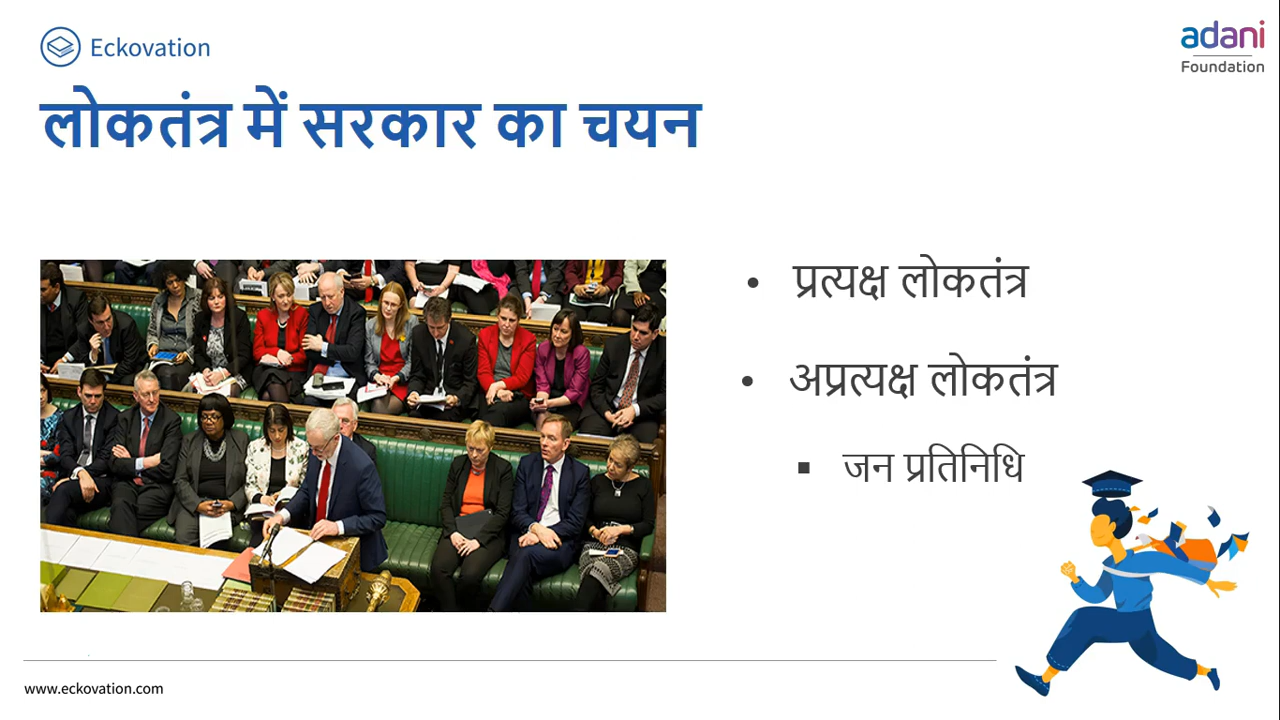 Eckovation
adani
Foundation
लोकतंत्र में सरकार का चयन
• प्रत्यक्ष लोकतंत्र
• अप्रत्यक्ष लोकतंत्र
▪ जन प्रतिनिधि
www.eckovation.com